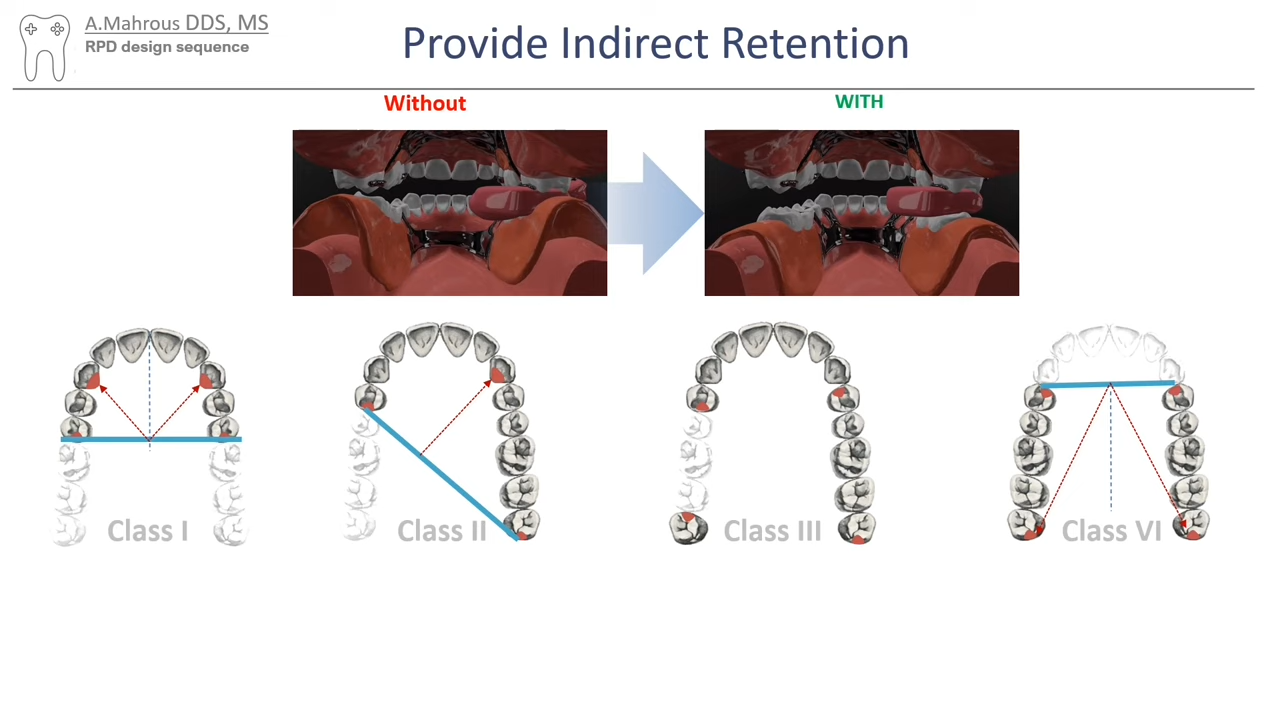 A.Mahrous DDS, MS
RPD design sequence
Provide Indirect Retention
Without
WITH
Class I
Class II
Class III
Class VI